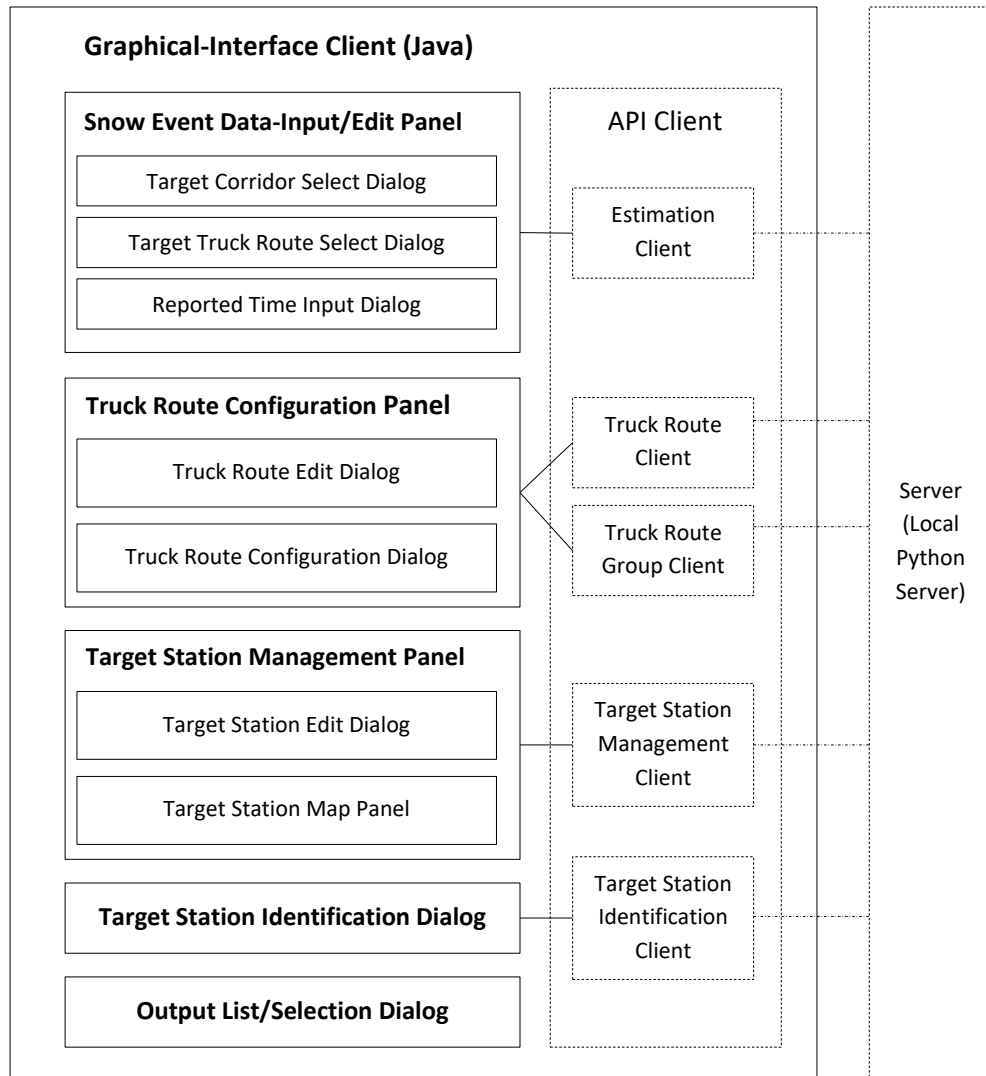 Graphical-Interface Client (Java)
Snow Event Data-Input/Edit Panel
Target Corridor Select Dialog
Target Truck Route Select Dialog
Reported Time Input Dialog
Truck Route Configuration Panel
Truck Route Edit Dialog
Truck Route Configuration Dialog
Target Station Management Panel
Target Station Edit Dialog
Target Station Map Panel
Target Station Identification Dialog
Output List/Selection Dialog
API Client
Estimation
Client
Truck Route
Client
Truck Route
Group Client
Target Station
Management
Client
Target Station
Identification
Client
Server
(Local
Python
Server)